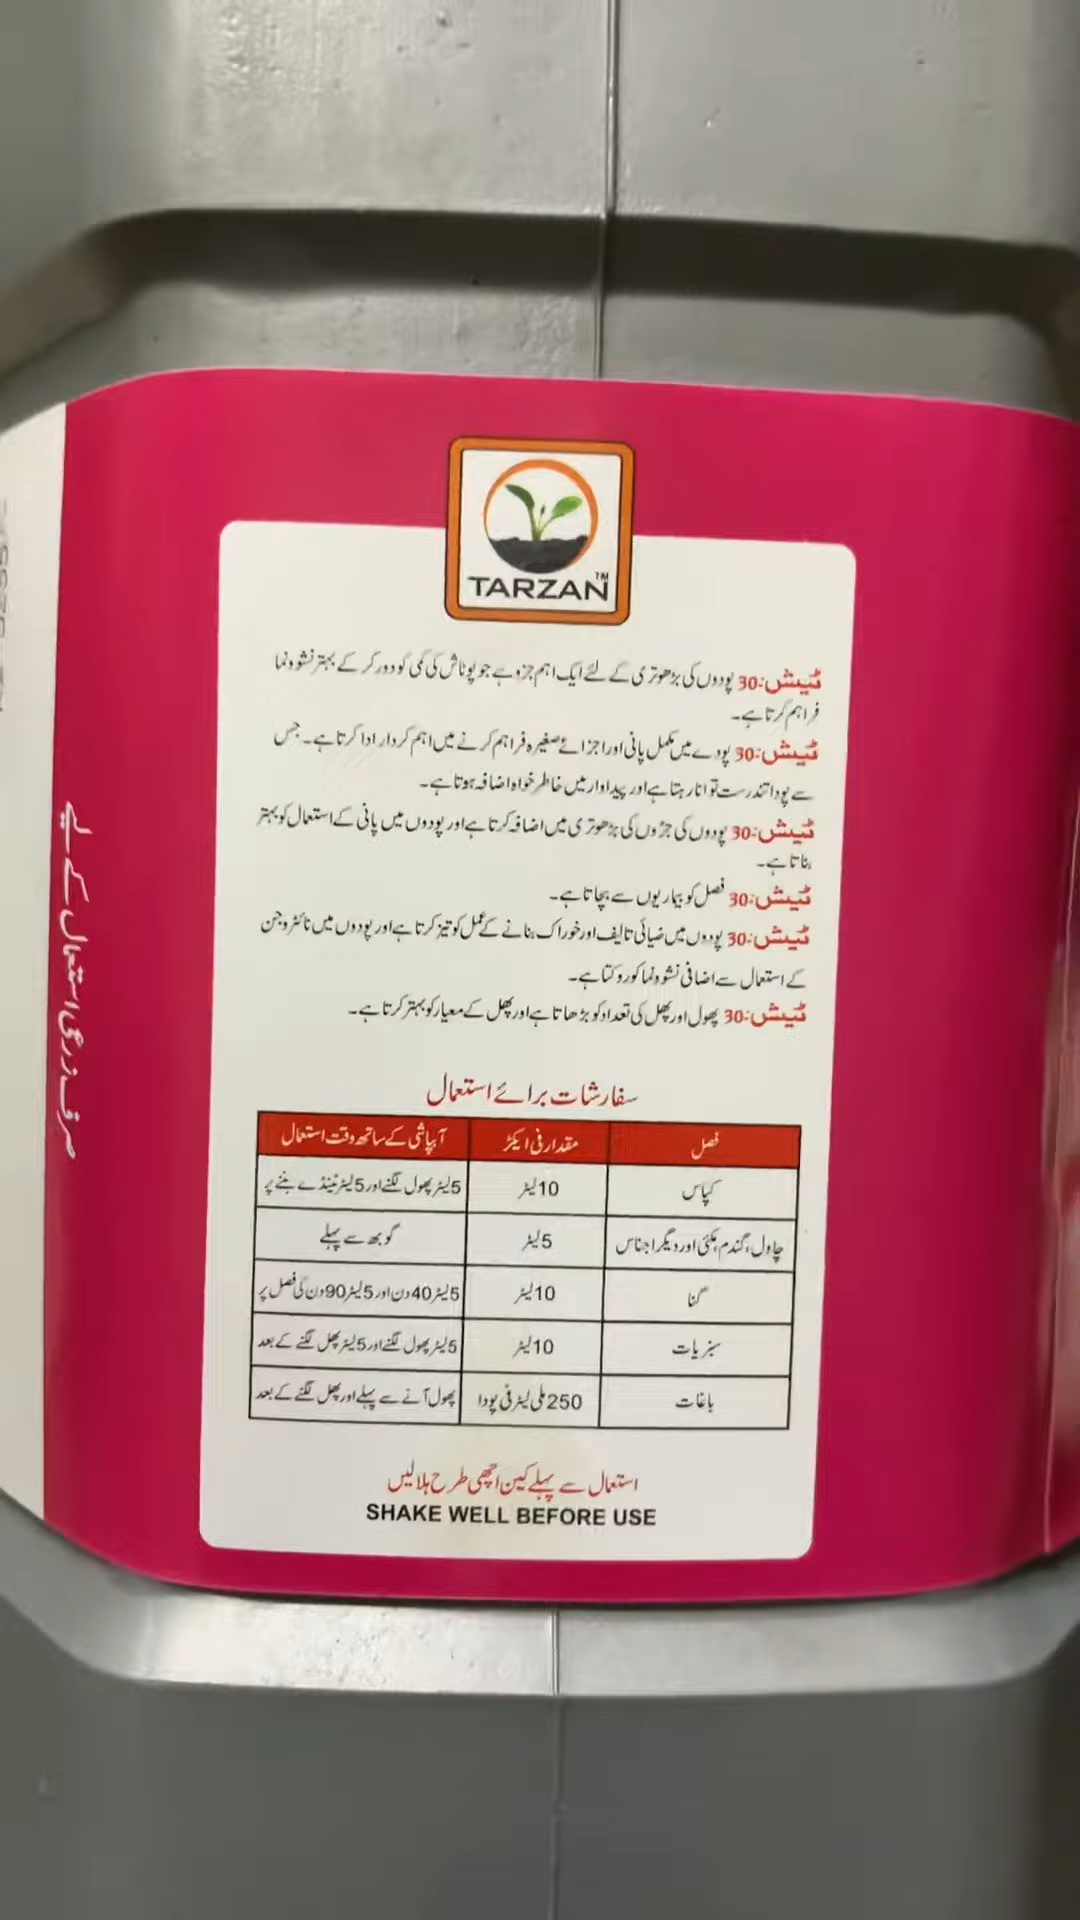 TARZAN™
ٹیش:30 پودوں کی بڑھوتری کے لئے ایک اہم جزو ہے جو پوٹاش کی کمی کو دور کر کے بہتر نشوونما
فراہم کرتا ہے۔
ٹیش:30 پودے میں مکمل پانی اور اجزائے صغیرہ فراہم کرنے میں اہم کردار ادا کرتا ہے۔ جس
سے پودا تندرست توانا رہتا ہے اور پیداوار میں خاطر خواہ اضافہ ہوتا ہے۔
ٹیش:30 پودوں کی جڑوں کی بڑھوتری میں اضافہ کرتا ہے اور پودوں میں پانی کے استعمال کو بہتر
بناتا ہے۔
ٹیش:30 فصل کو بیماریوں سے بچاتا ہے۔
ٹیش:30 پودوں میں ضیائی تالیف اور خوراک بنانے کے عمل کو تیز کرتا ہے اور پودوں میں نائٹروجن
کے استعمال سے اضافی نشوونما کو روکتا ہے۔
ٹیش:30 پھول اور پھل کی تعداد کو بڑھاتا ہے اور پھل کے معیار کو بہتر کرتا ہے۔
سفارشات برائے استعمال
فصل مقدار فی ایکڑ آبپاشی کے ساتھ وقت استعمال
کپاس 10 لیٹر 5 لیٹر پھول لگنے اور 5 لیٹر ٹینڈے بننے پر
چاول، گندم، مکئی اور دیگر اجناس 5 لیٹر گوبھ سے پہلے
گنا 10 لیٹر 5 لیٹر 40 دن اور 5 لیٹر 90 دن کی فصل پر
سبزیات 10 لیٹر 5 لیٹر پھول لگنے اور 5 لیٹر پھل لگنے کے بعد
باغات 250 ملی لیٹر فی پودا پھول آنے سے پہلے اور پھل لگنے کے بعد
استعمال سے پہلے کین اچھی طرح ہلا لیں
SHAKE WELL BEFORE USE
صرف زرعی استعمال کے لیے